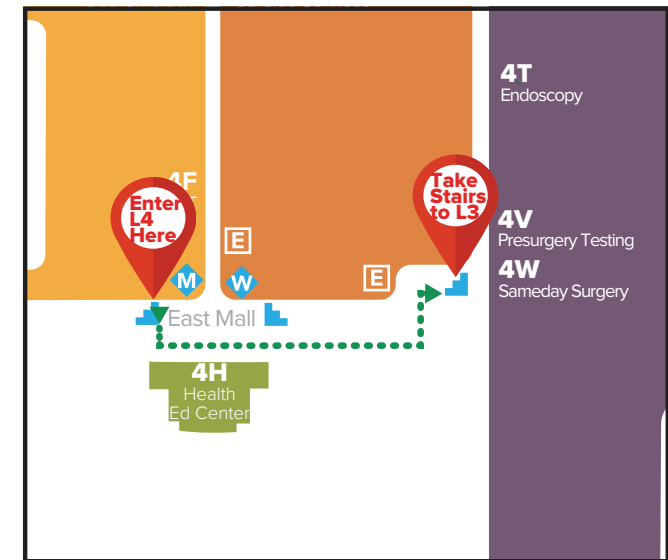 4T
Endoscopy
4F
Enter
L4
Here
Take
Stairs
to L3
4V
Presurgery Testing
E
4W
Sameday Surgery
M
W
E
East Mall
4H
Health
Ed Center